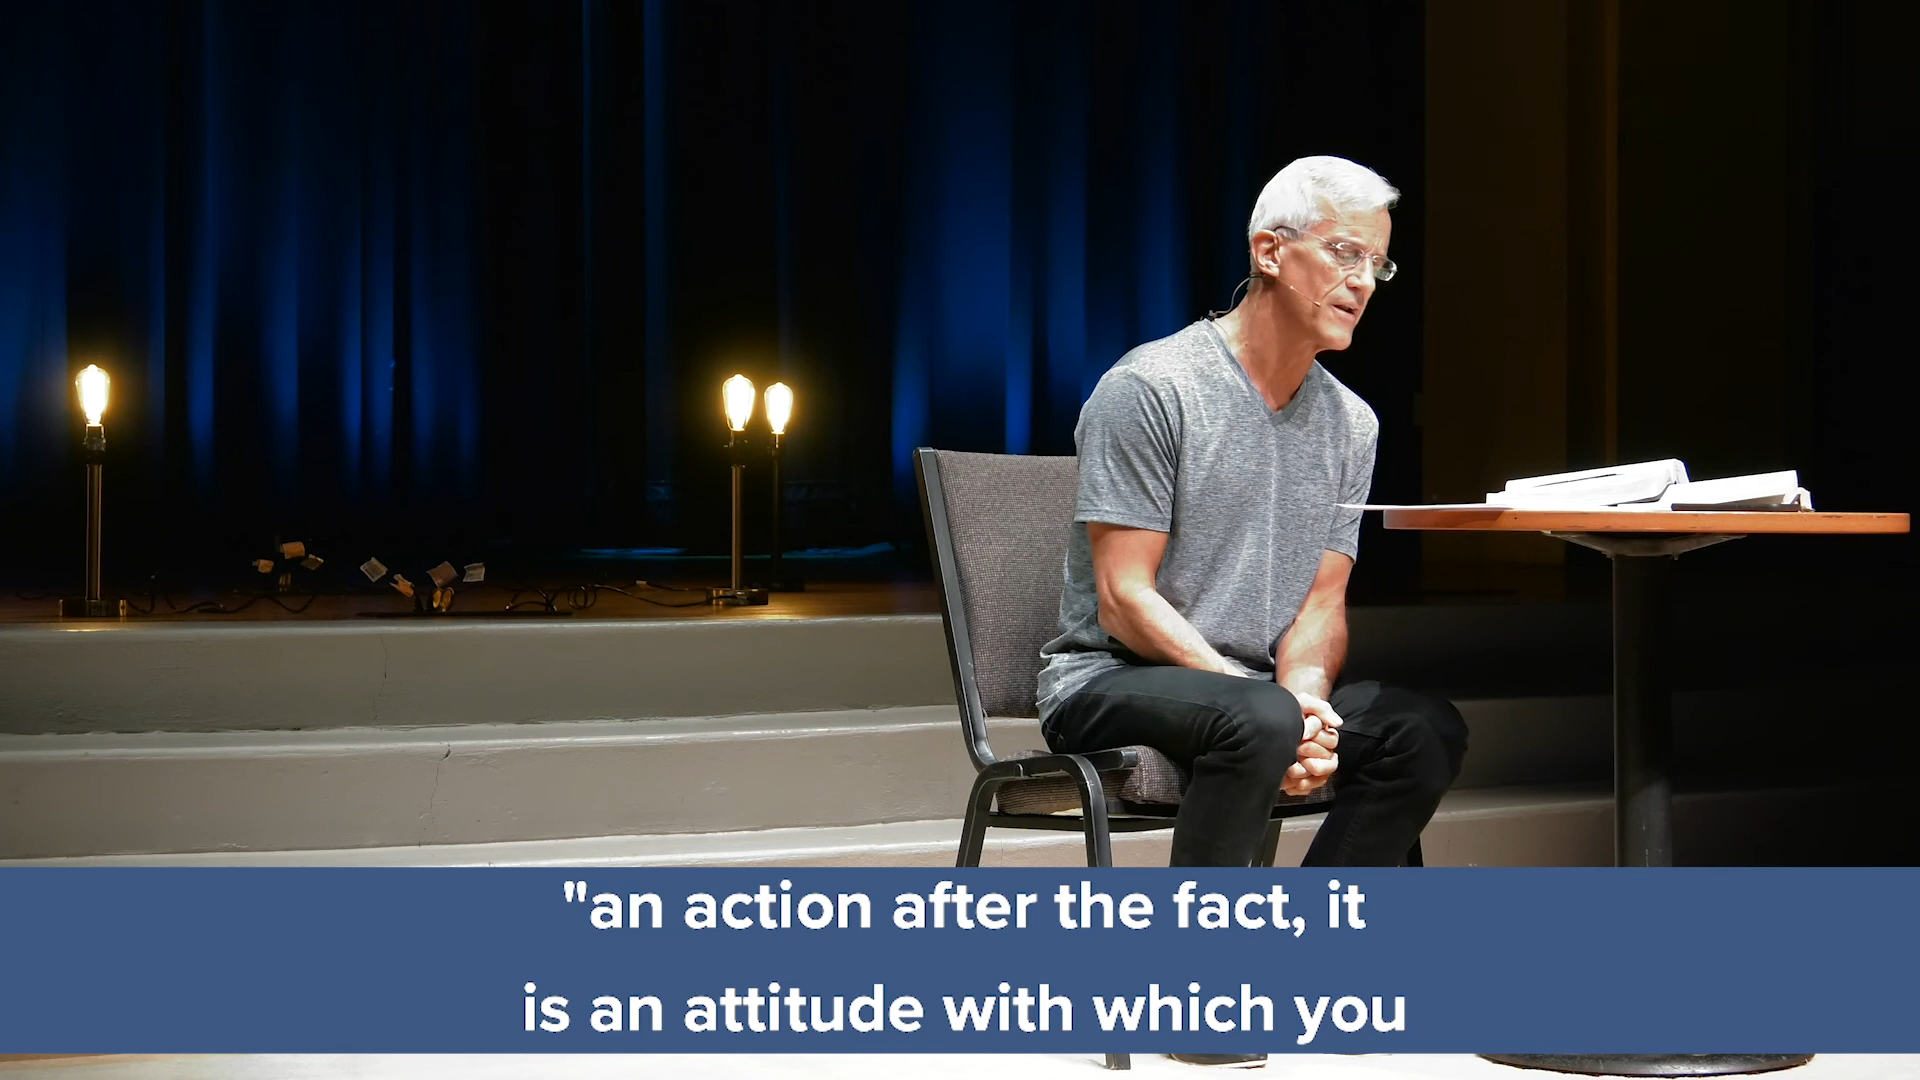 "an action after the fact, it
is an attitude with which you